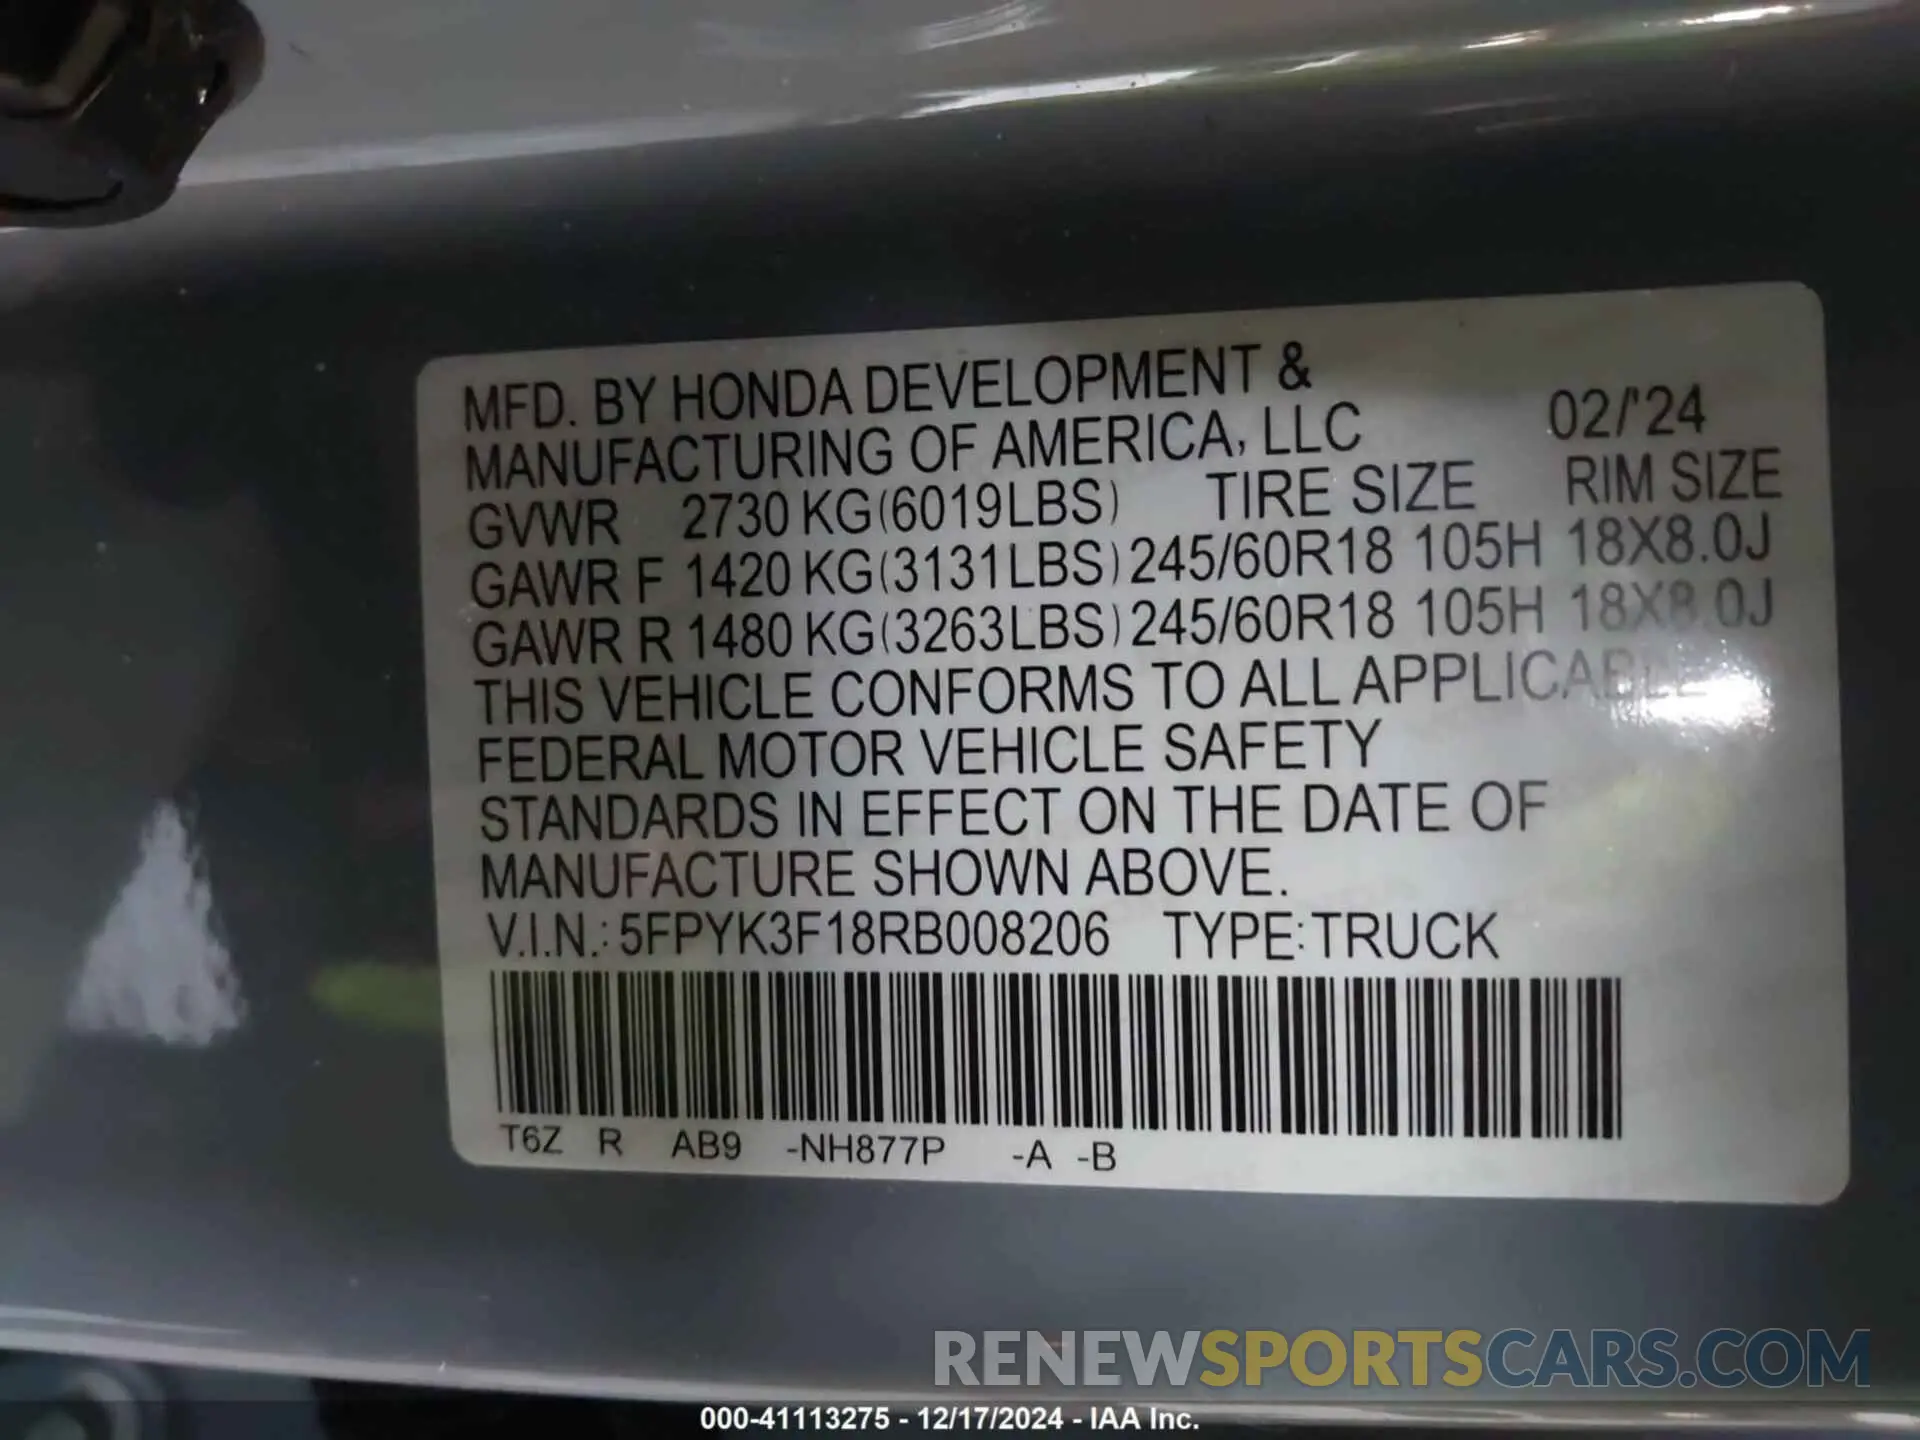 MFD. BY HONDA DEVELOPMENT &
MANUFACTURING OF AMERICA, LLC 02/'24
GVWR 2730 KG(6019LBS) TIRE SIZE RIM SIZE
GAWR F 1420 KG(3131LBS) 245/60R18 105H 18X8.0J
GAWR R 1480 KG(3263LBS) 245/60R18 105H 18X8.0J
THIS VEHICLE CONFORMS TO ALL APPLICABLE
FEDERAL MOTOR VEHICLE SAFETY
STANDARDS IN EFFECT ON THE DATE OF
MANUFACTURE SHOWN ABOVE.
V.I.N.: 5FPYK3F18RB008206 TYPE: TRUCK
T6Z R AB9 -NH877P -A -B
RENEWSPORTSCARS.COM
000-41113275 - 12/17/2024 - IAA Inc.